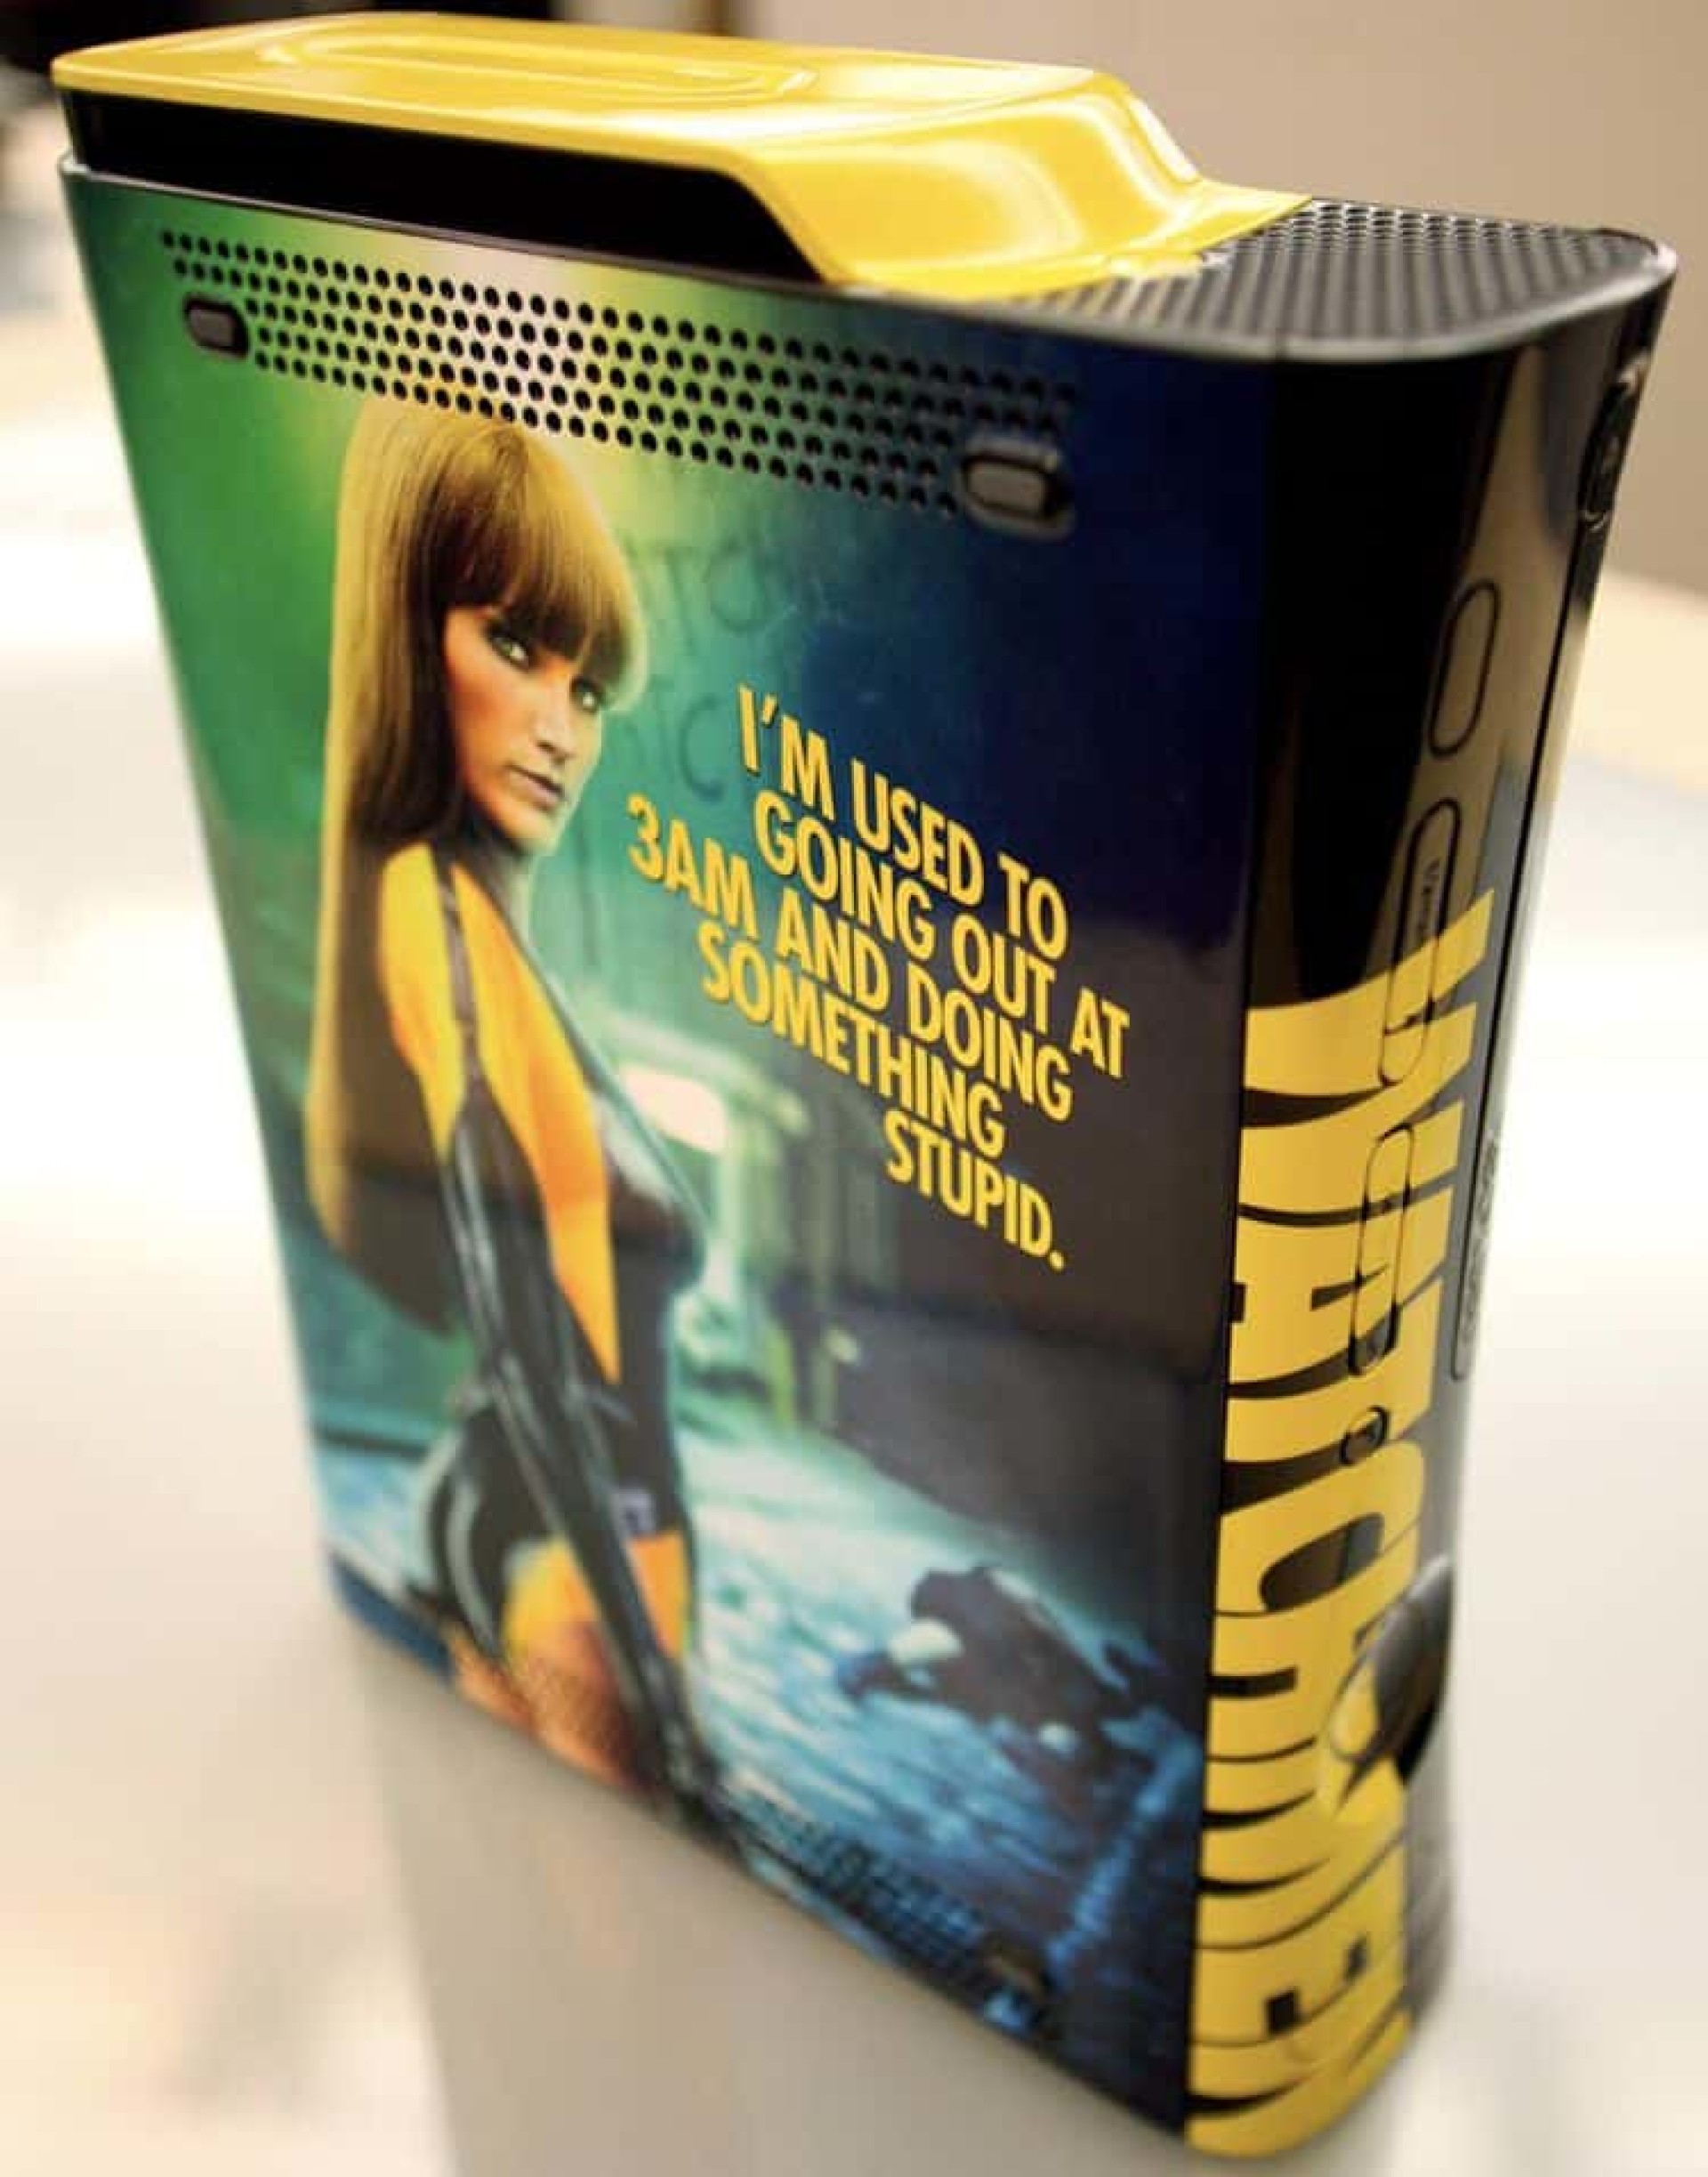 I'M USED TO
GOING OUT AT
3AM AND DOING
SOMETHING
STUPID.
WATCHMEN